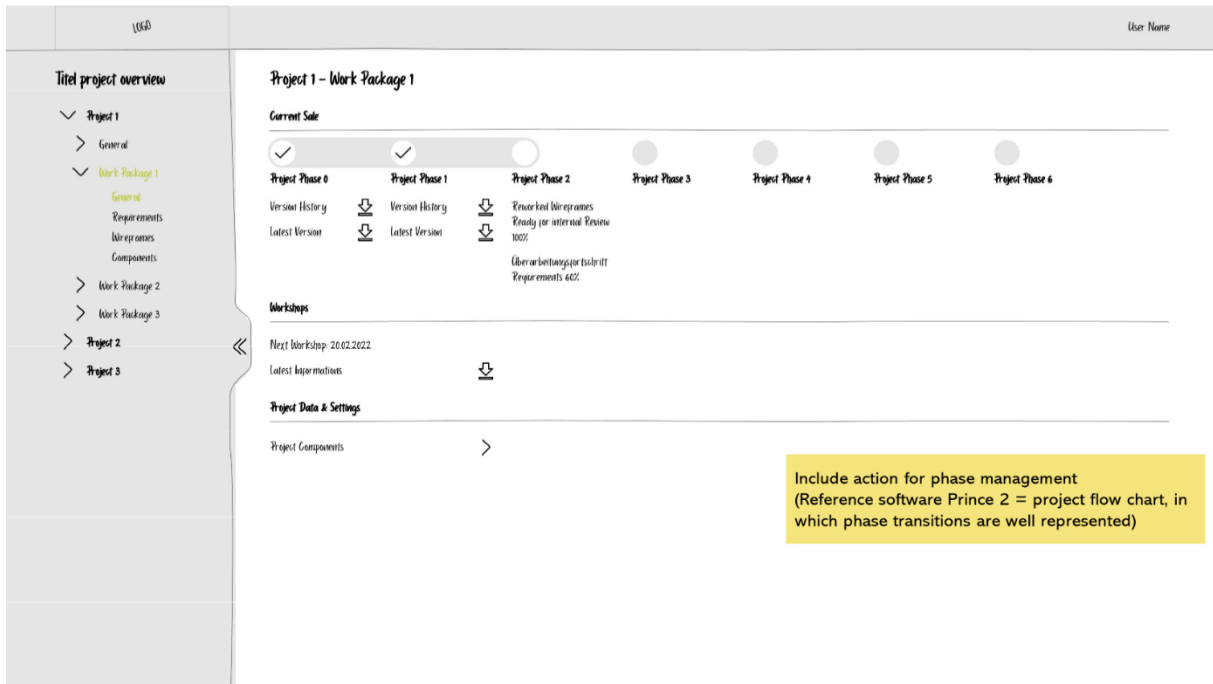 LOGO
User Name
Titel project overview
Project 1
General
Work Package 1
General
Requirements
Wireframes
Components
Work Package 2
Work Package 3
Project 2
Project 3
Project 1 – Work Package 1
Current Sale
Project Phase 0
Project Phase 1
Project Phase 2
Project Phase 3
Project Phase 4
Project Phase 5
Project Phase 6
Version History
Latest Version
Version History
Latest Version
Reworked Wireframes
Ready for internal Review
100%
Überarbeitungsfortschritt
Requirements 60%
Workshops
Next Workshop: 20.02.2022
Latest Informations
Project Data & Settings
Project Components
Include action for phase management
(Reference software Prince 2 = project flow chart, in
which phase transitions are well represented)